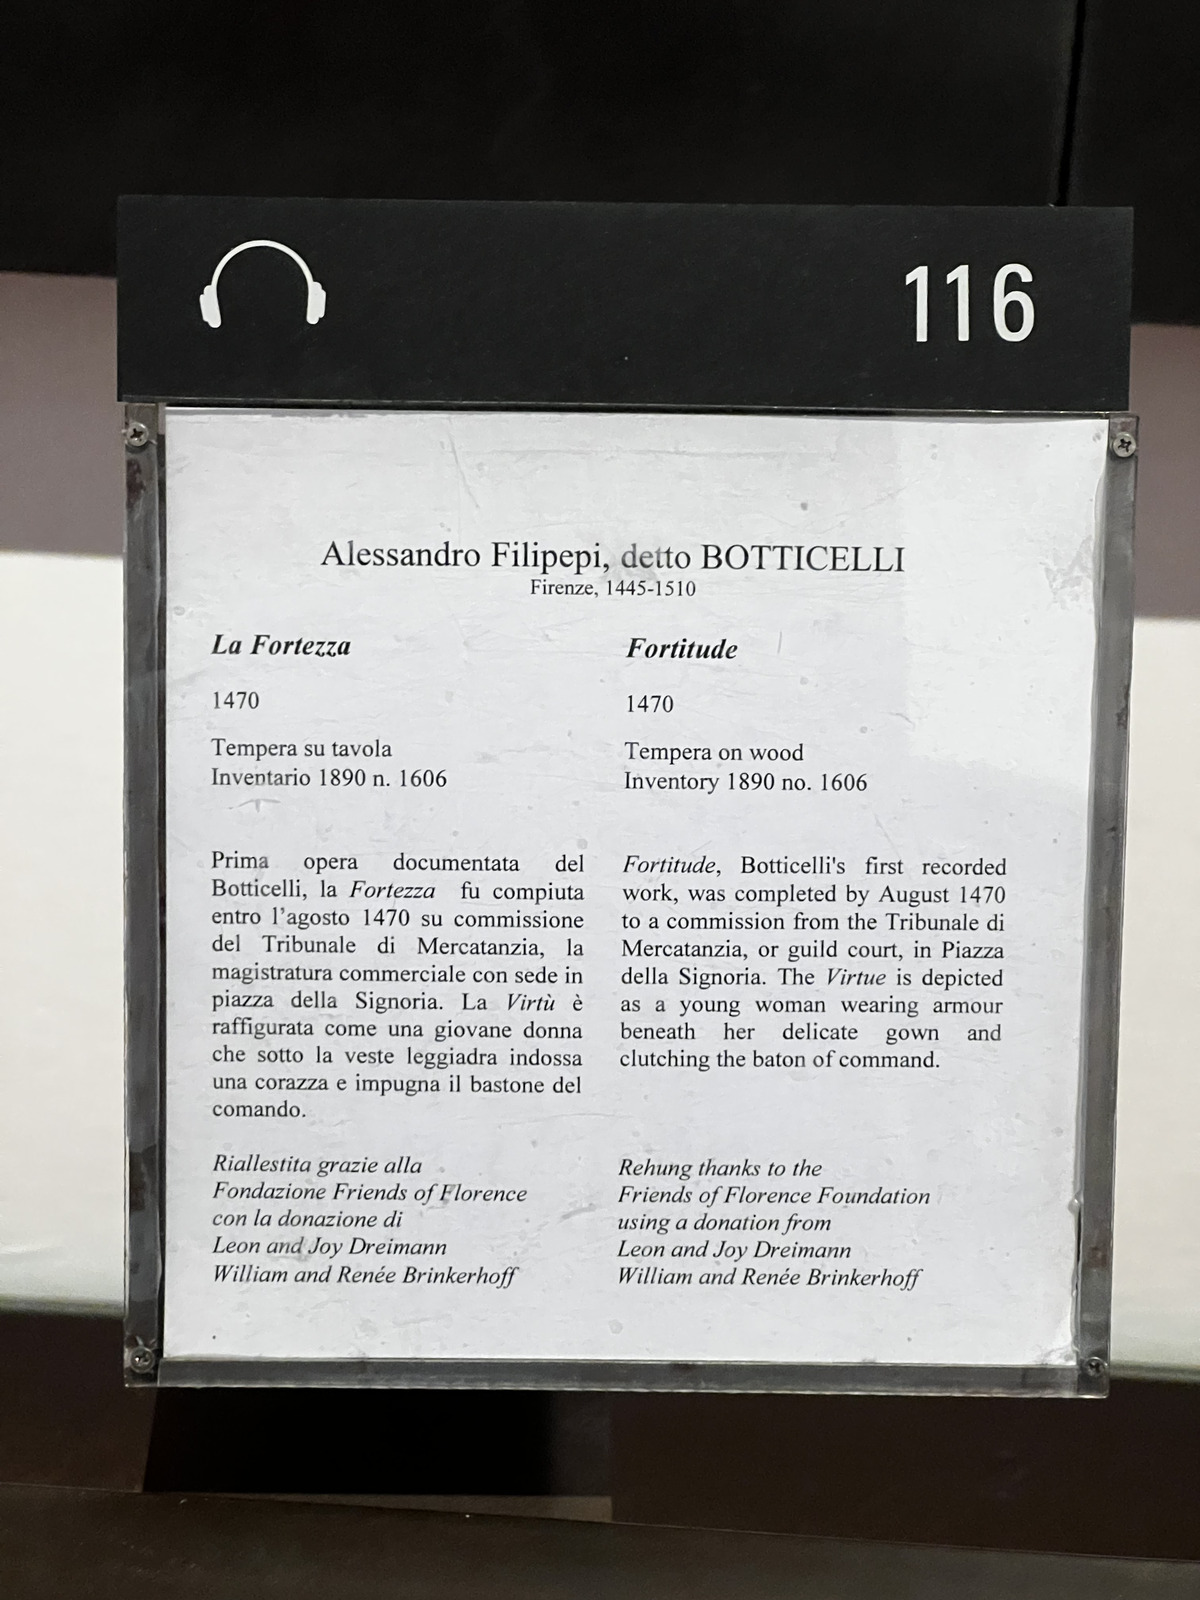 116
Alessandro Filipepi, detto BOTTICELLI
Firenze, 1445-1510
La Fortezza
1470
Tempera su tavola
Inventario 1890 n. 1606
Prima opera documentata del
Botticelli, la Fortezza fu compiuta
entro l'agosto 1470 su commissione
del Tribunale di Mercatanzia, la
magistratura commerciale con sede in
piazza della Signoria. La Virtù è
raffigurata come una giovane donna
che sotto la veste leggiadra indossa
una corazza e impugna il bastone del
comando.
Riallestita grazie alla
Fondazione Friends of Florence
con la donazione di
Leon and Joy Dreimann
William and Renée Brinkerhoff
Fortitude
1470
Tempera on wood
Inventory 1890 no. 1606
Fortitude, Botticelli's first recorded
work, was completed by August 1470
to a commission from the Tribunale di
Mercatanzia, or guild court, in Piazza
della Signoria. The Virtue is depicted
as a young woman wearing armour
beneath her delicate gown and
clutching the baton of command.
Rehung thanks to the
Friends of Florence Foundation
using a donation from
Leon and Joy Dreimann
William and Renée Brinkerhoff